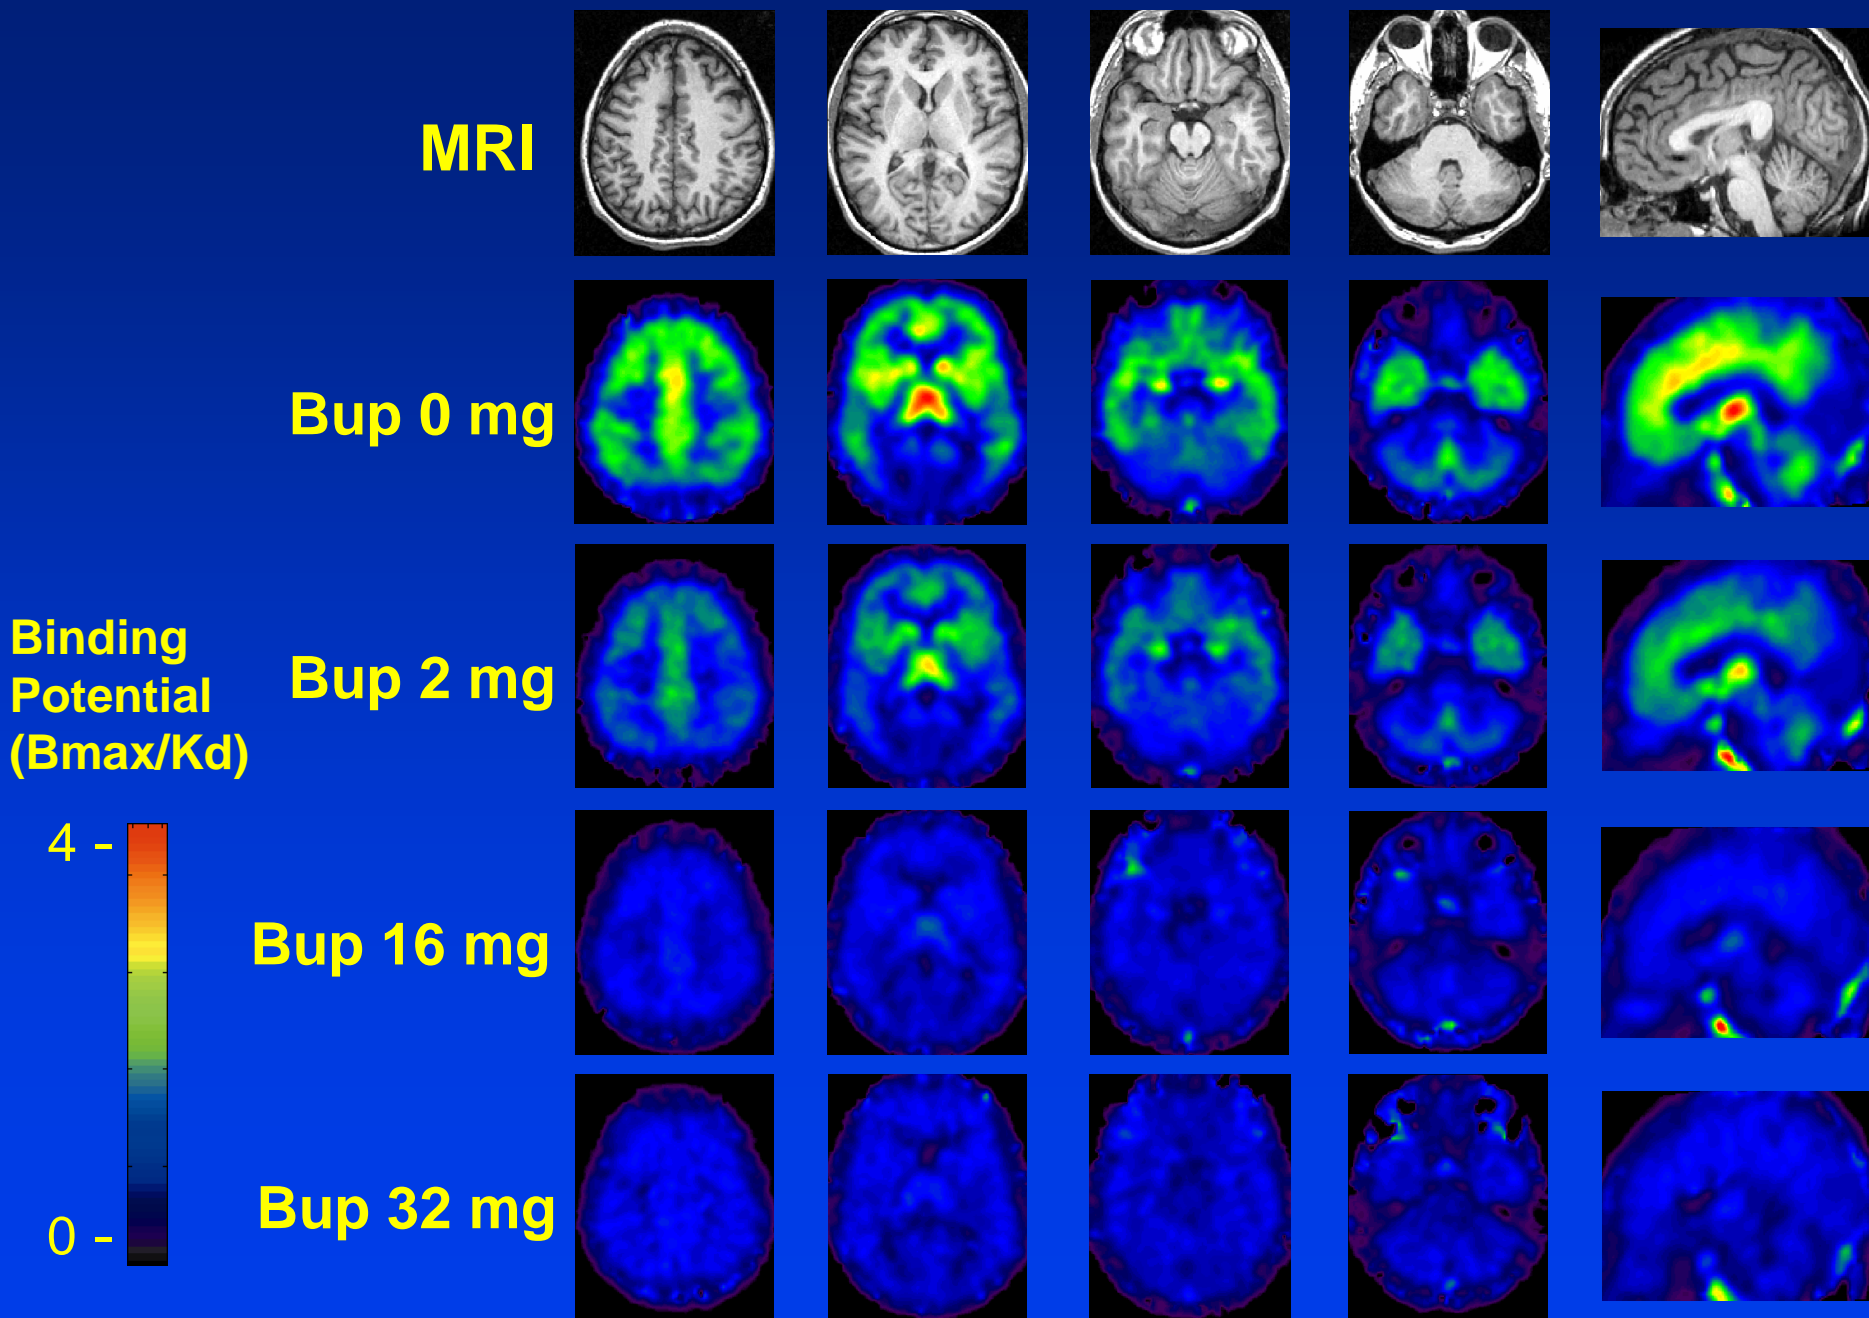 MRI
Bup 0 mg
Binding
Potential
(Bmax/Kd)
Bup 2 mg
4 -
Bup 16 mg
0 -
Bup 32 mg